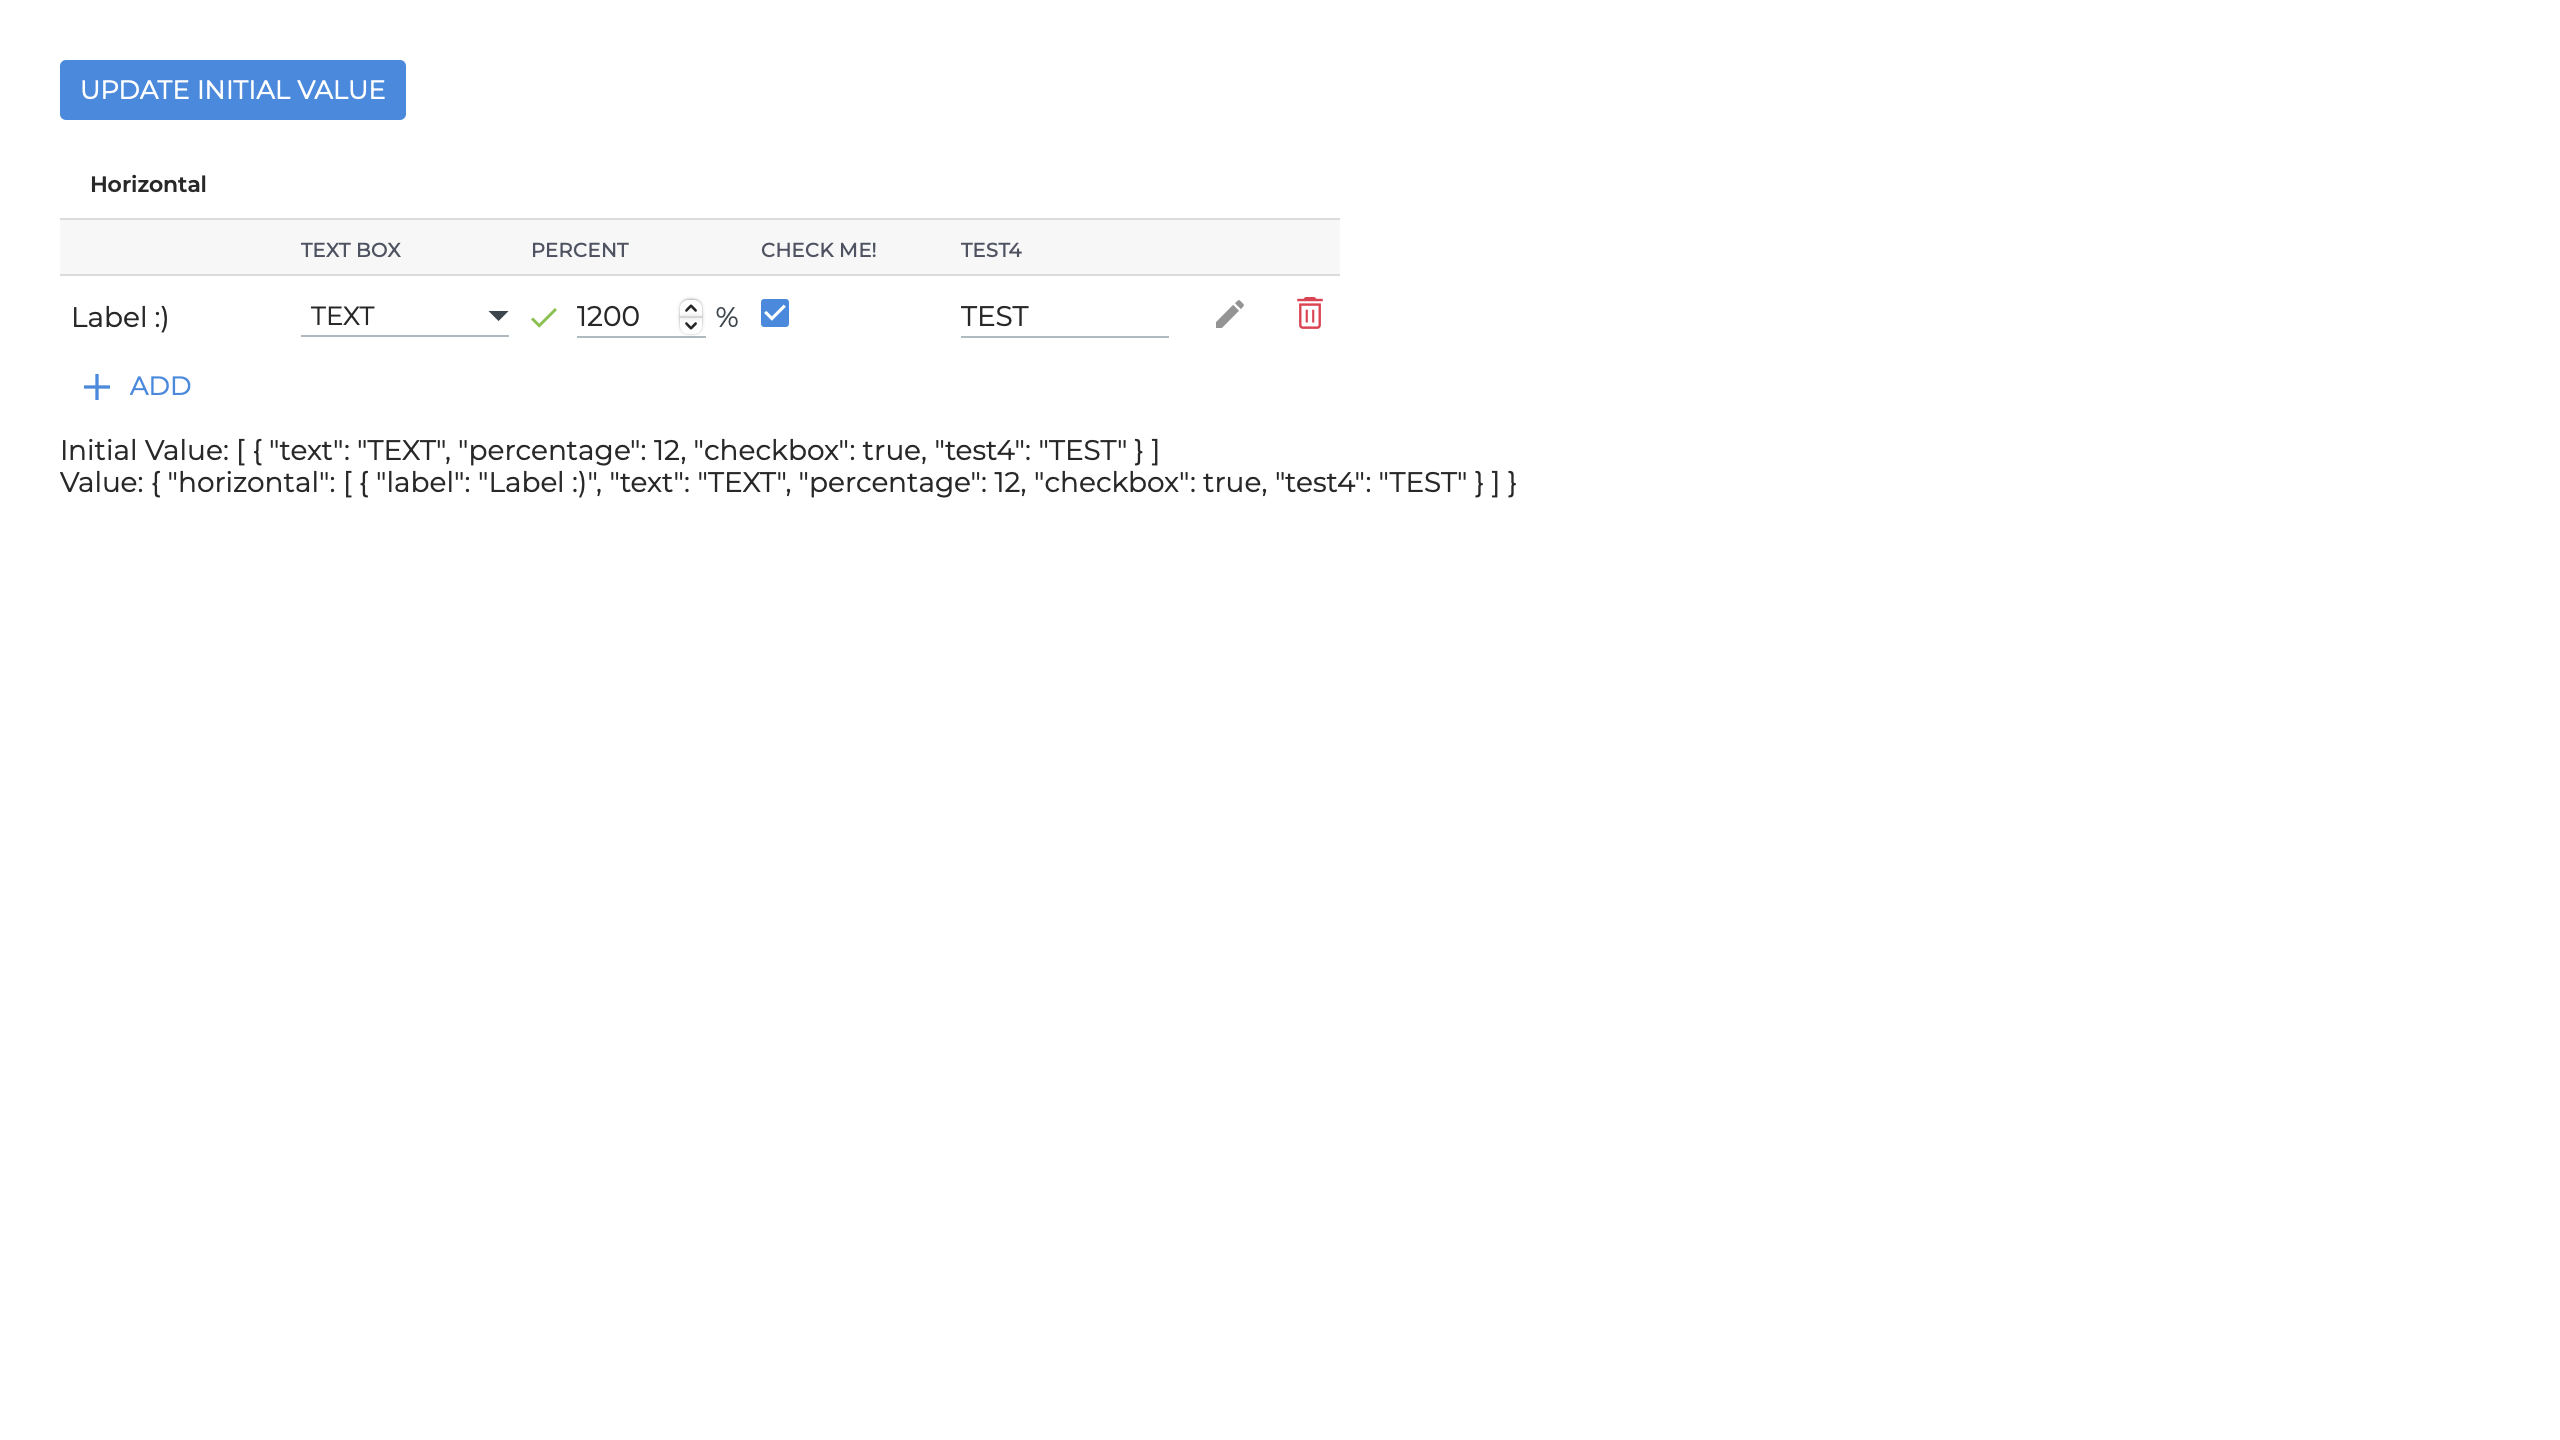 UPDATE INITIAL VALUE
Horizontal
TEXT BOX PERCENT CHECK ME! TEST4
Label :) TEXT 1200 % TEST
ADD
Initial Value: [ { "text": "TEXT", "percentage": 12, "checkbox": true, "test4": "TEST" } ]
Value: { "horizontal": [ { "label": "Label :)", "text": "TEXT", "percentage": 12, "checkbox": true, "test4": "TEST" } ] }